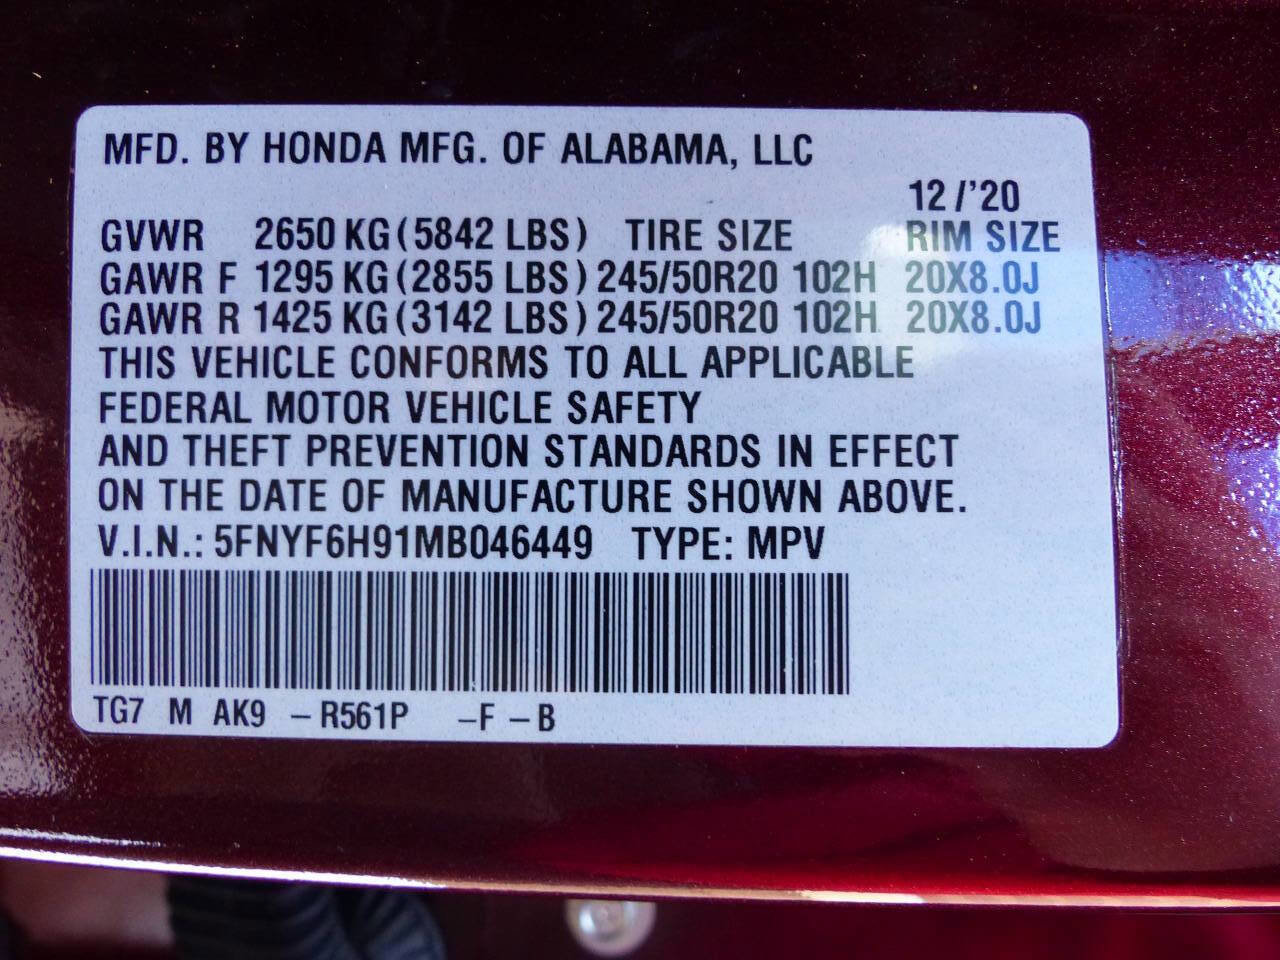 MFD. BY HONDA MFG. OF ALABAMA, LLC
12/'20
GVWR 2650 KG (5842 LBS) TIRE SIZE RIM SIZE
GAWR F 1295 KG (2855 LBS) 245/50R20 102H 20X8.0J
GAWR R 1425 KG (3142 LBS) 245/50R20 102H 20X8.0J
THIS VEHICLE CONFORMS TO ALL APPLICABLE
FEDERAL MOTOR VEHICLE SAFETY
AND THEFT PREVENTION STANDARDS IN EFFECT
ON THE DATE OF MANUFACTURE SHOWN ABOVE.
V.I.N.: 5FNYF6H91MB046449 TYPE: MPV
TG7 M AK9 – R561P –F – B